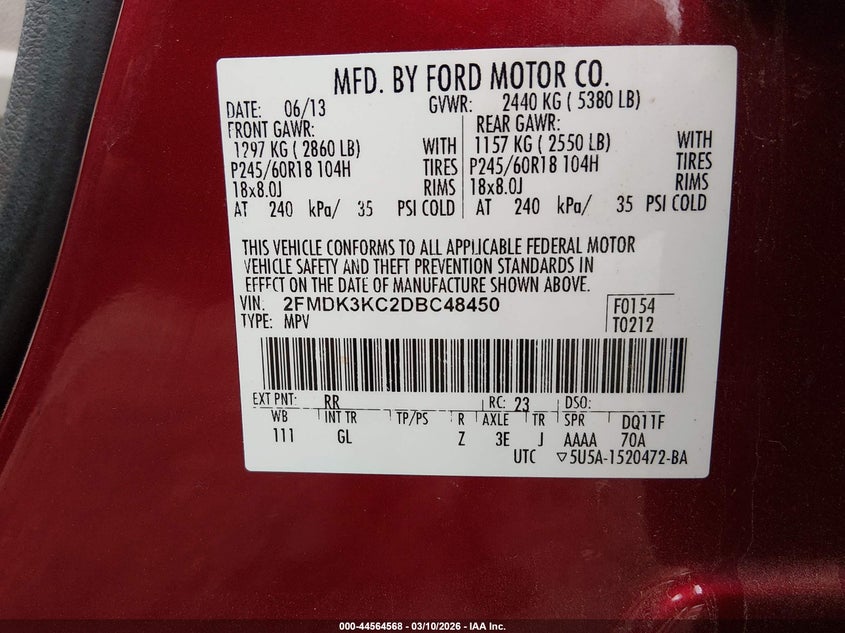 MFD. BY FORD MOTOR CO.
DATE: 06/13 GVWR: 2440 KG ( 5380 LB)
FRONT GAWR: REAR GAWR:
1297 KG ( 2860 LB) WITH 1157 KG ( 2550 LB) WITH
P245/60R18 104H TIRES P245/60R18 104H TIRES
18x8.0J RIMS 18x8.0J RIMS
AT 240 kPa/ 35 PSI COLD AT 240 kPa/ 35 PSI COLD
THIS VEHICLE CONFORMS TO ALL APPLICABLE FEDERAL MOTOR
VEHICLE SAFETY AND THEFT PREVENTION STANDARDS IN
EFFECT ON THE DATE OF MANUFACTURE SHOWN ABOVE.
VIN: 2FMDK3KC2DBC48450 F0154
TYPE: MPV T0212
EXT PNT: RR RC: 23 DSO:
WB INT TR TP/PS R AXLE TR SPR DQ11F
111 GL Z 3E J AAAA 70A
UTC ▽5U5A-1520472-BA
000-44564568 — 03/10/2026 — IAA Inc.